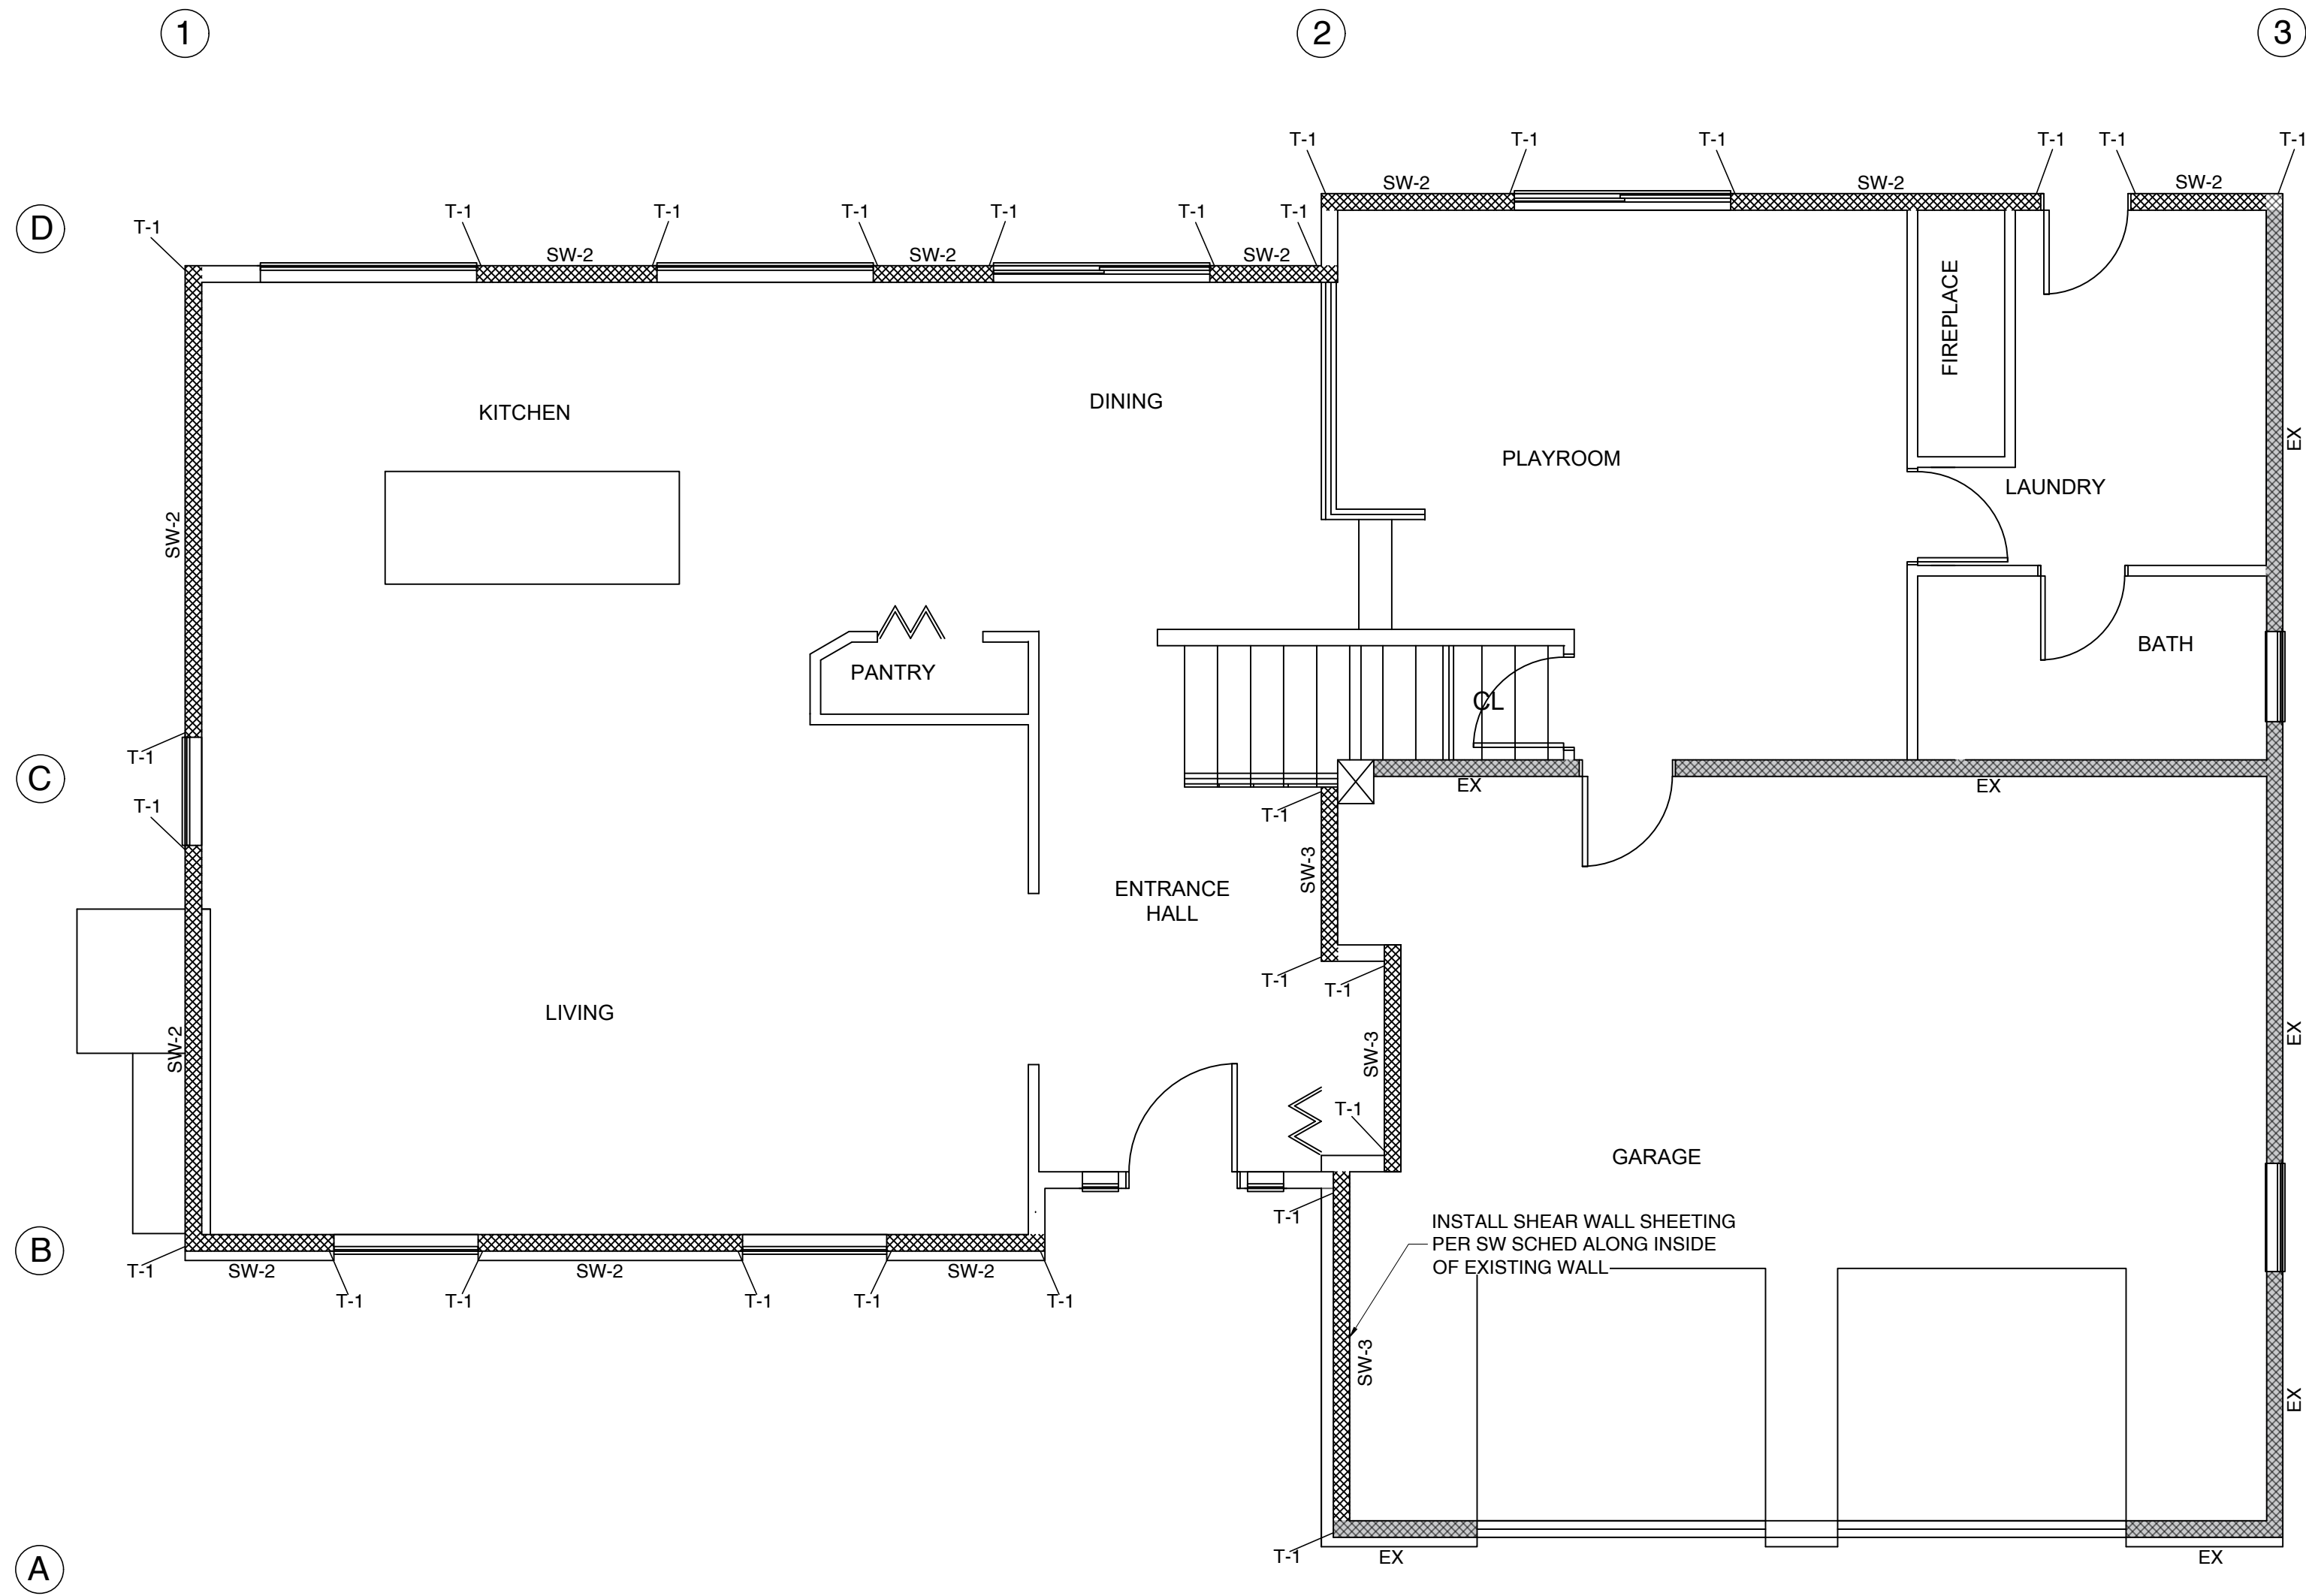 1
2
3
T-1
T-1
T-1
T-1
T-1
T-1
SW-2
SW-2
SW-2
D
T-1
T-1
T-1
T-1
T-1
T-1
T-1
SW-2
SW-2
SW-2
FIREPLACE
KITCHEN
DINING
PLAYROOM
EX
LAUNDRY
SW-2
PANTRY
BATH
CL
T-1
C
EX
EX
T-1
T-1
SW-3
ENTRANCE
HALL
T-1
T-1
LIVING
SW-2
SW-3
EX
T-1
GARAGE
T-1
INSTALL SHEAR WALL SHEETING
PER SW SCHED ALONG INSIDE
OF EXISTING WALL
B
T-1
SW-2
SW-2
SW-2
T-1
T-1
T-1
T-1
T-1
SW-3
EX
T-1
EX
EX
A